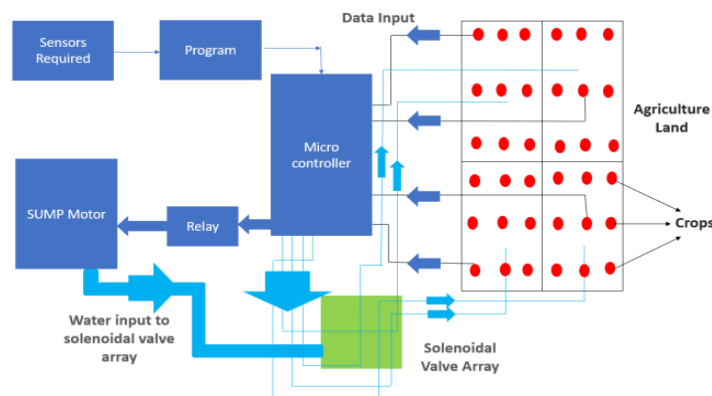 Data Input
Sensors
Required
Program
Agriculture
Land
Micro
controller
SUMP Motor
Relay
Crops
Water input to
solenoidal valve
array
Solenoidal
Valve Array